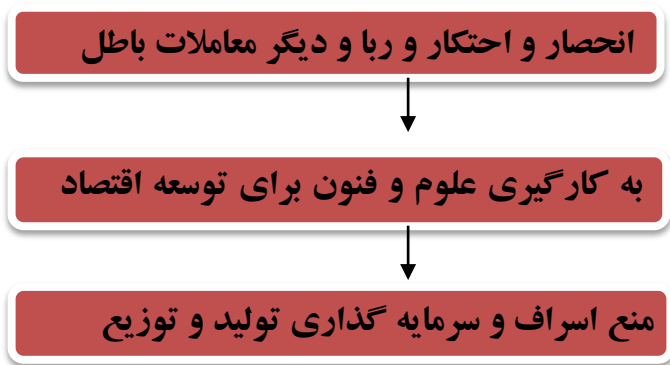 انحصار و احتکار و ربا و دیگر معاملات باطل
به کارگیری علوم و فنون برای توسعه اقتصاد
منع اسراف و سرمایه گذاری تولید و توزیع